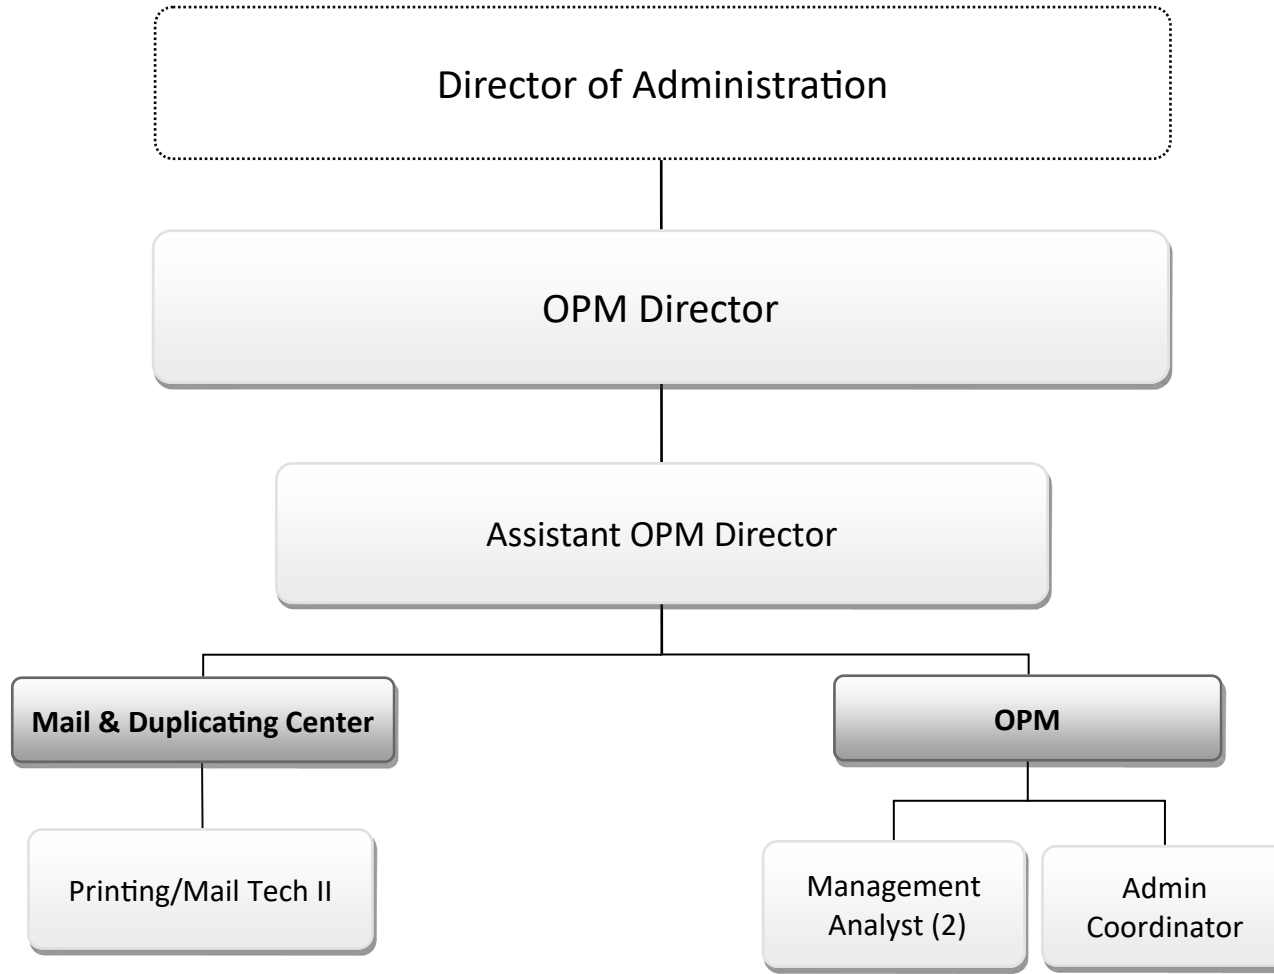 Director of Administration
OPM Director
Assistant OPM Director
Mail & Duplicating Center
OPM
Printing/Mail Tech II
Management
Analyst (2)
Admin
Coordinator